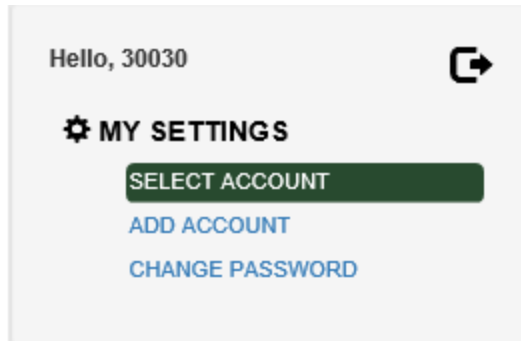 Hello, 30030
MY SETTINGS
SELECT ACCOUNT
ADD ACCOUNT
CHANGE PASSWORD